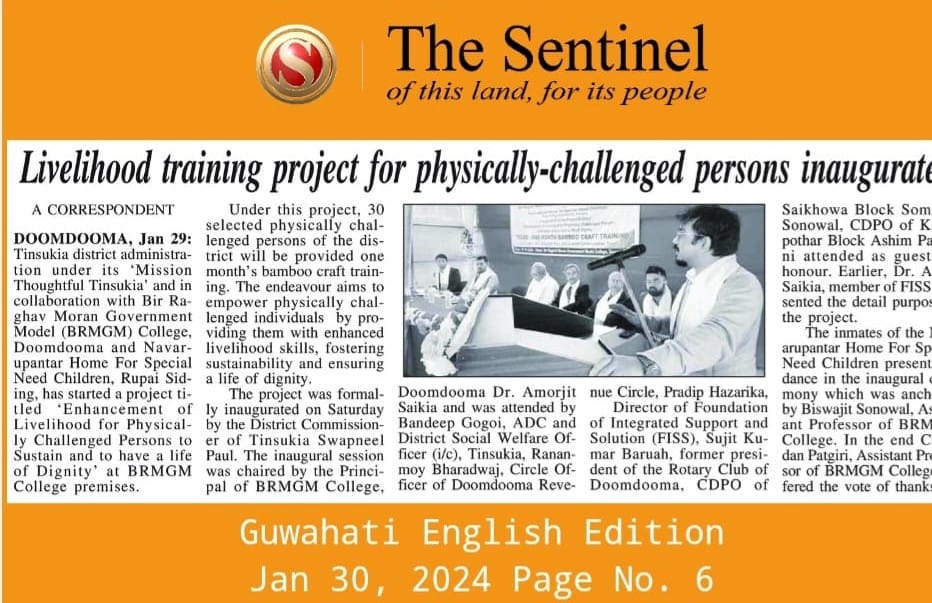 S
The Sentinel
of this land, for its people
Livelihood training project for physically-challenged persons inaugurate
A CORRESPONDENT
DOOMDOOMA, Jan 29:
Tinsukia district administra-
tion under its ‘Mission
Thoughtful Tinsukia’ and in
collaboration with Bir Ra-
ghav Moran Government
Model (BRMGM) College,
Doomdooma and Navar-
upantar Home For Special
Need Children, Rupai Sid-
ing, has started a project ti-
tled ‘Enhancement of
Livelihood for Physical-
ly Challenged Persons to
Sustain and to have a life
of Dignity’ at BRMGM
College premises.
Under this project, 30
selected physically chal-
lenged persons of the dis-
trict will be provided one
month’s bamboo craft train-
ing. The endeavour aims to
empower physically chal-
lenged individuals by pro-
viding them with enhanced
livelihood skills, fostering
sustainability and ensuring
a life of dignity.
The project was formal-
ly inaugurated on Saturday
by the District Commission-
er of Tinsukia Swapneel
Paul. The inaugural session
was chaired by the Princi-
pal of BRMGM College,
BAMBOO CRAFT TRAINING
Doomdooma Dr. Amorjit
Saikia and was attended by
Bandeep Gogoi, ADC and
District Social Welfare Of-
ficer (i/c), Tinsukia, Ranan-
moy Bharadwaj, Circle Of-
ficer of Doomdooma Reve-
nue Circle, Pradip Hazarika,
Director of Foundation
of Integrated Support and
Solution (FISS), Sujit Ku-
mar Baruah, former presi-
dent of the Rotary Club of
Doomdooma, CDPO of
Saikhowa Block Som
Sonowal, CDPO of K
pothar Block Ashim Pa
ni attended as guest
honour. Earlier, Dr. A
Saikia, member of FISS
sented the detail purpos
the project.
The inmates of the
arupantar Home For Sp
Need Children present
dance in the inaugural
mony which was anch
by Biswajit Sonowal, As
ant Professor of BRM
College. In the end C
dan Patgiri, Assistant Pro
sor of BRMGM College
fered the vote of thanks
Guwahati English Edition
Jan 30, 2024 Page No. 6